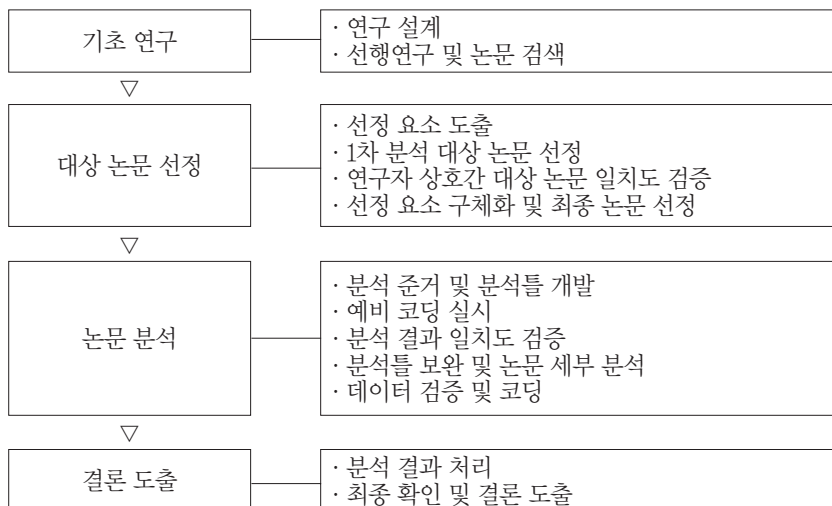 기초 연구
· 연구 설계
· 선행연구 및 논문 검색
▽
대상 논문 선정
· 선정 요소 도출
· 1차 분석 대상 논문 선정
· 연구자 상호간 대상 논문 일치도 검증
· 선정 요소 구체화 및 최종 논문 선정
▽
논문 분석
· 분석 준거 및 분석틀 개발
· 예비 코딩 실시
· 분석 결과 일치도 검증
· 분석틀 보완 및 논문 세부 분석
· 데이터 검증 및 코딩
▽
결론 도출
· 분석 결과 처리
· 최종 확인 및 결론 도출